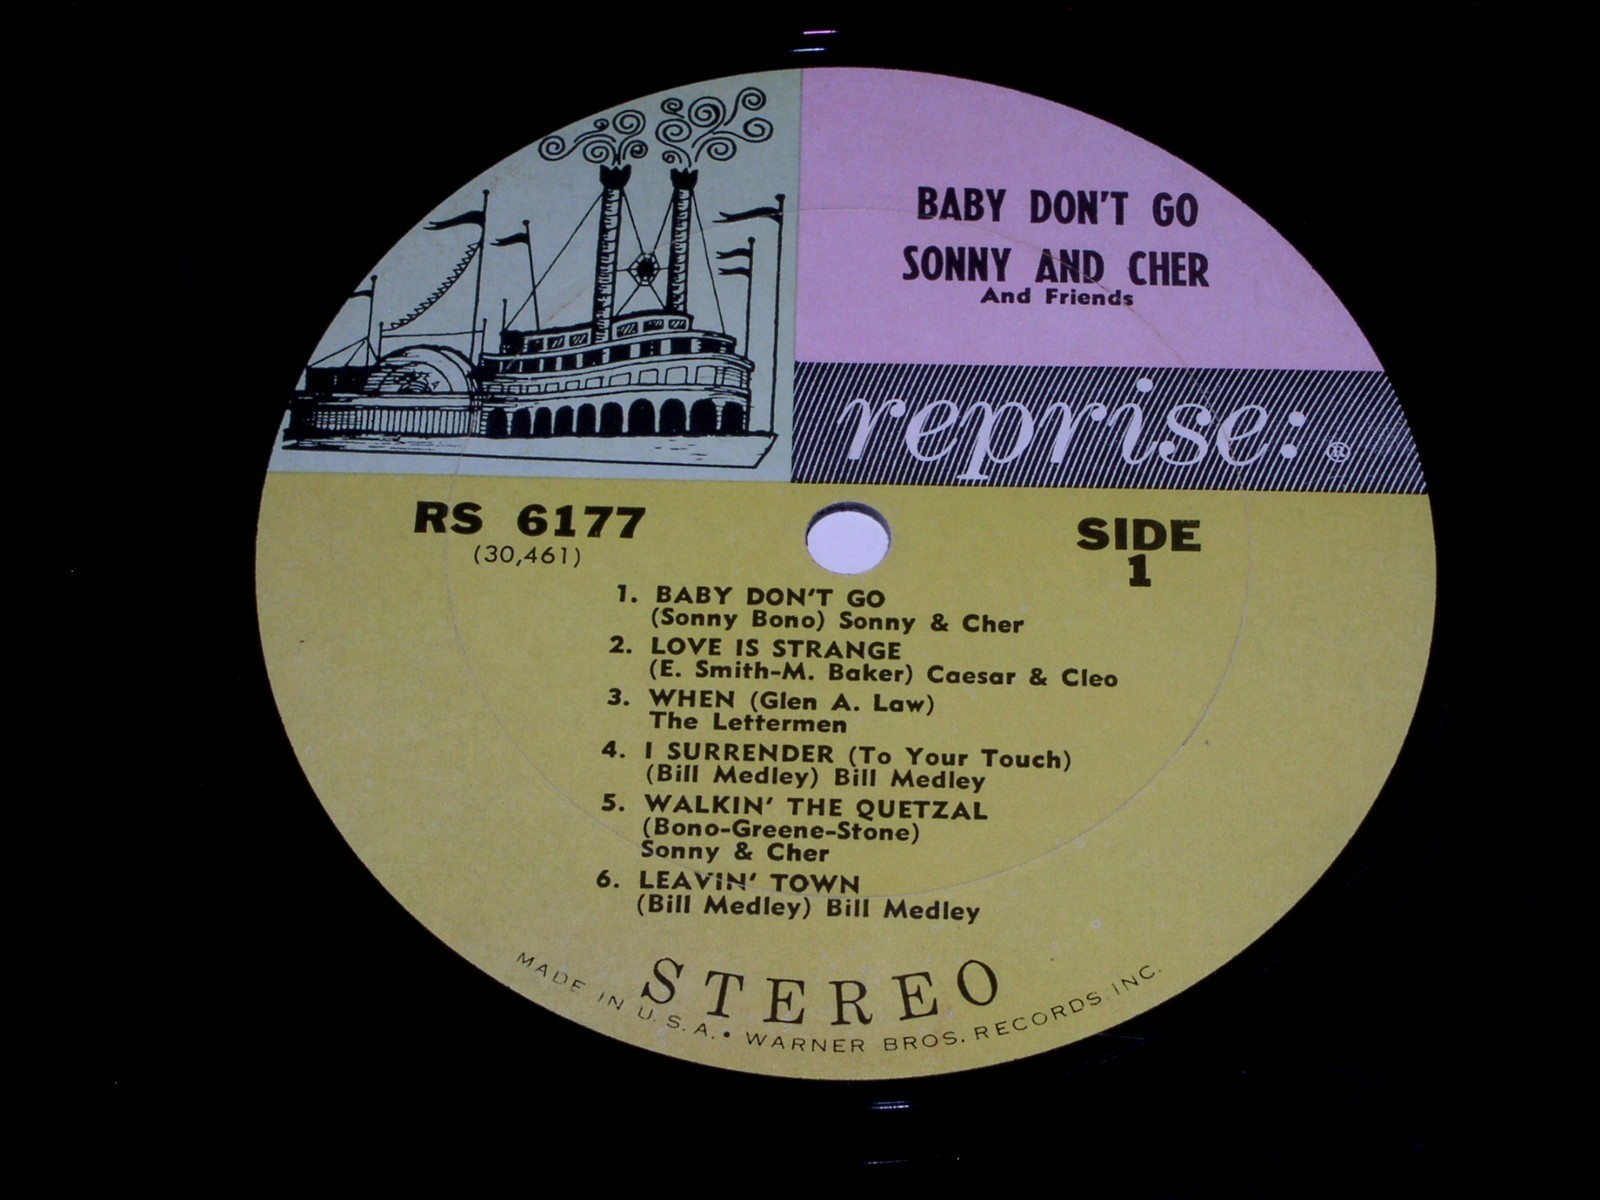 BABY DON'T GO
SONNY AND CHER
And Friends
reprise: ®
RS 6177
(30,461)
SIDE
1
1. BABY DON'T GO
(Sonny Bono) Sonny & Cher
2. LOVE IS STRANGE
(E. Smith-M. Baker) Caesar & Cleo
3. WHEN (Glen A. Law)
The Lettermen
4. I SURRENDER (To Your Touch)
(Bill Medley) Bill Medley
5. WALKIN' THE QUETZAL
(Bono-Greene-Stone)
Sonny & Cher
6. LEAVIN' TOWN
(Bill Medley) Bill Medley
STEREO
MADE IN U.S.A. • WARNER BROS. RECORDS INC.